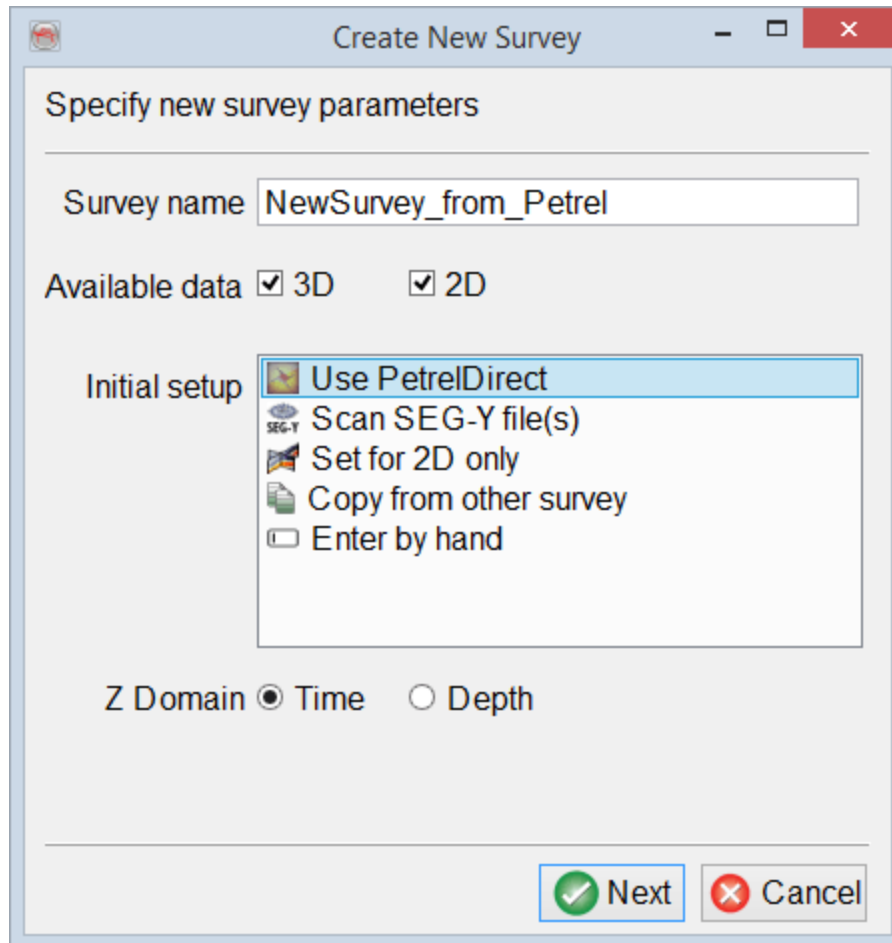 Create New Survey
Specify new survey parameters
Survey name NewSurvey_from_Petrel
Available data 3D 2D
Initial setup Use PetrelDirect
SEG-Y Scan SEG-Y file(s)
Set for 2D only
Copy from other survey
Enter by hand
Z Domain Time Depth
Next Cancel